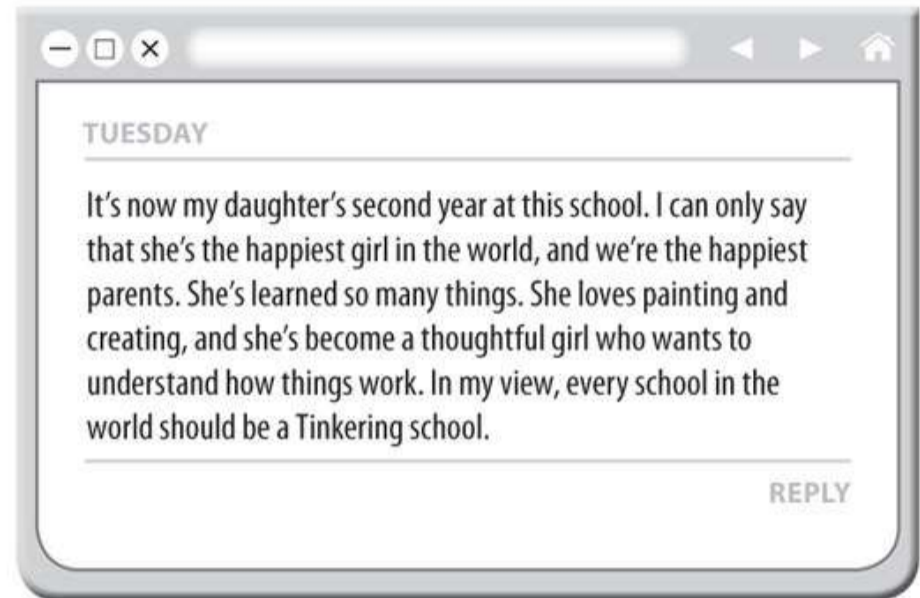 TUESDAY
It's now my daughter's second year at this school. I can only say
that she's the happiest girl in the world, and we're the happiest
parents. She's learned so many things. She loves painting and
creating, and she's become a thoughtful girl who wants to
understand how things work. In my view, every school in the
world should be a Tinkering school.
REPLY